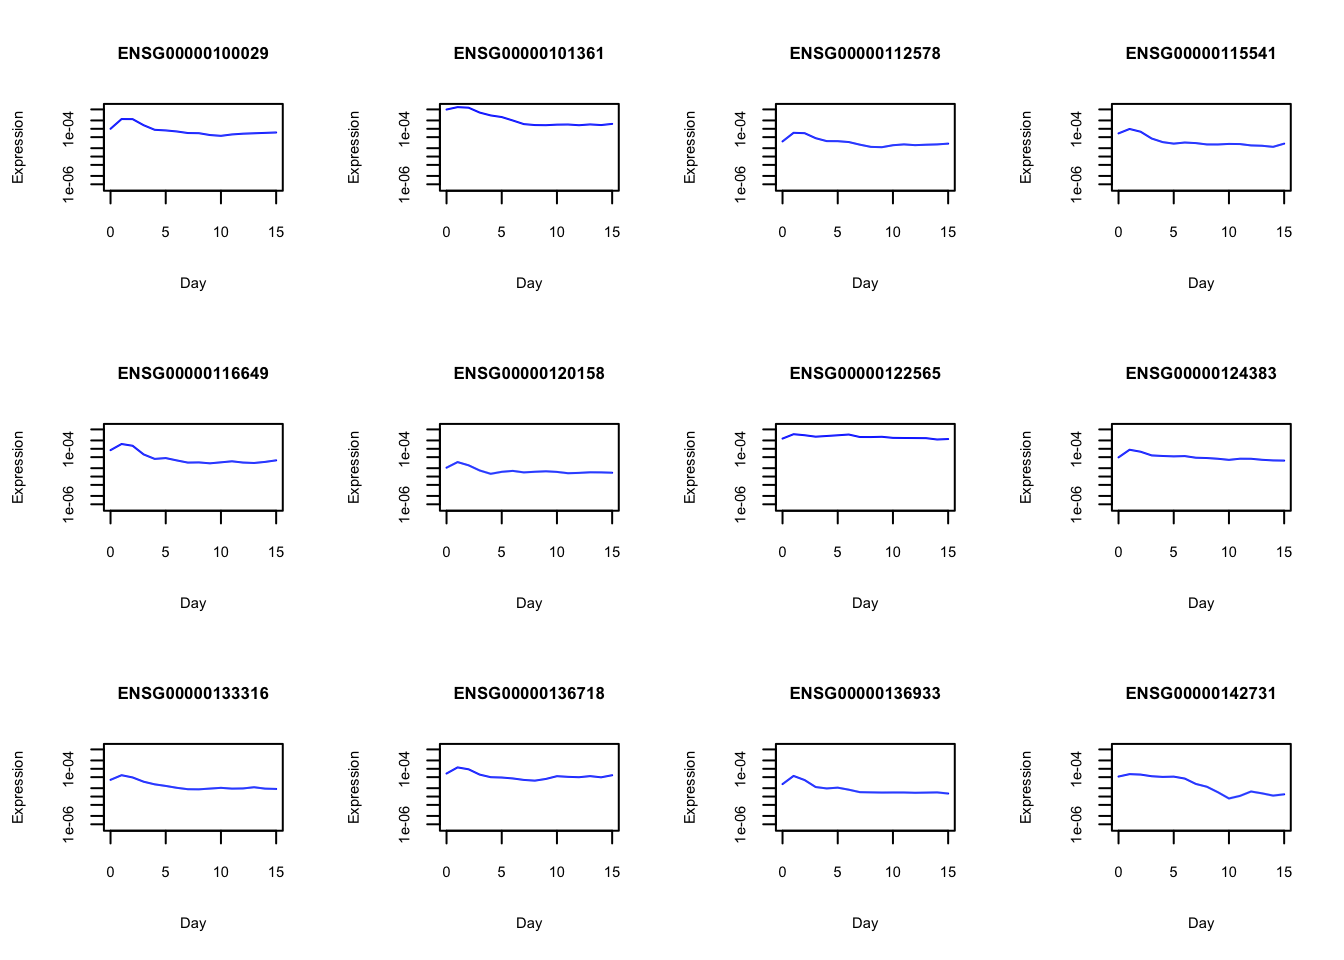 ENSG00000100029 ENSG00000101361 ENSG00000112578 ENSG00000115541
Expression Expression Expression Expression
1e-04 1e-04 1e-04 1e-04
1e-06 1e-06 1e-06 1e-06
0 5 10 15 0 5 10 15 0 5 10 15 0 5 10 15
Day Day Day Day
ENSG00000116649 ENSG00000120158 ENSG00000122565 ENSG00000124383
Expression Expression Expression Expression
1e-04 1e-04 1e-04 1e-04
1e-06 1e-06 1e-06 1e-06
0 5 10 15 0 5 10 15 0 5 10 15 0 5 10 15
Day Day Day Day
ENSG00000133316 ENSG00000136718 ENSG00000136933 ENSG00000142731
Expression Expression Expression Expression
1e-04 1e-04 1e-04 1e-04
1e-06 1e-06 1e-06 1e-06
0 5 10 15 0 5 10 15 0 5 10 15 0 5 10 15
Day Day Day Day